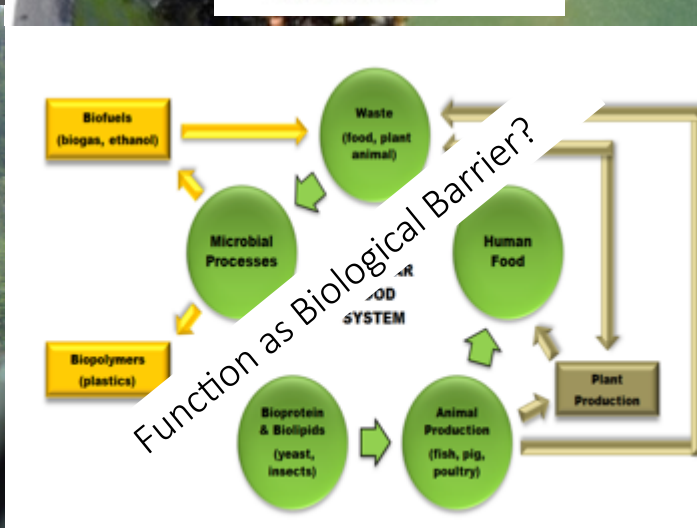 Waste
(food, plant
animal)
Biofuels
(biogas, ethanol)
Function as Biological Barrier?
Microbial
Processes
Human
Food
SYSTEM
Biopolymers
(plastics)
Plant
Production
Bioprotein
& Biolipids
(yeast,
insects)
Animal
Production
(fish, pig,
poultry)